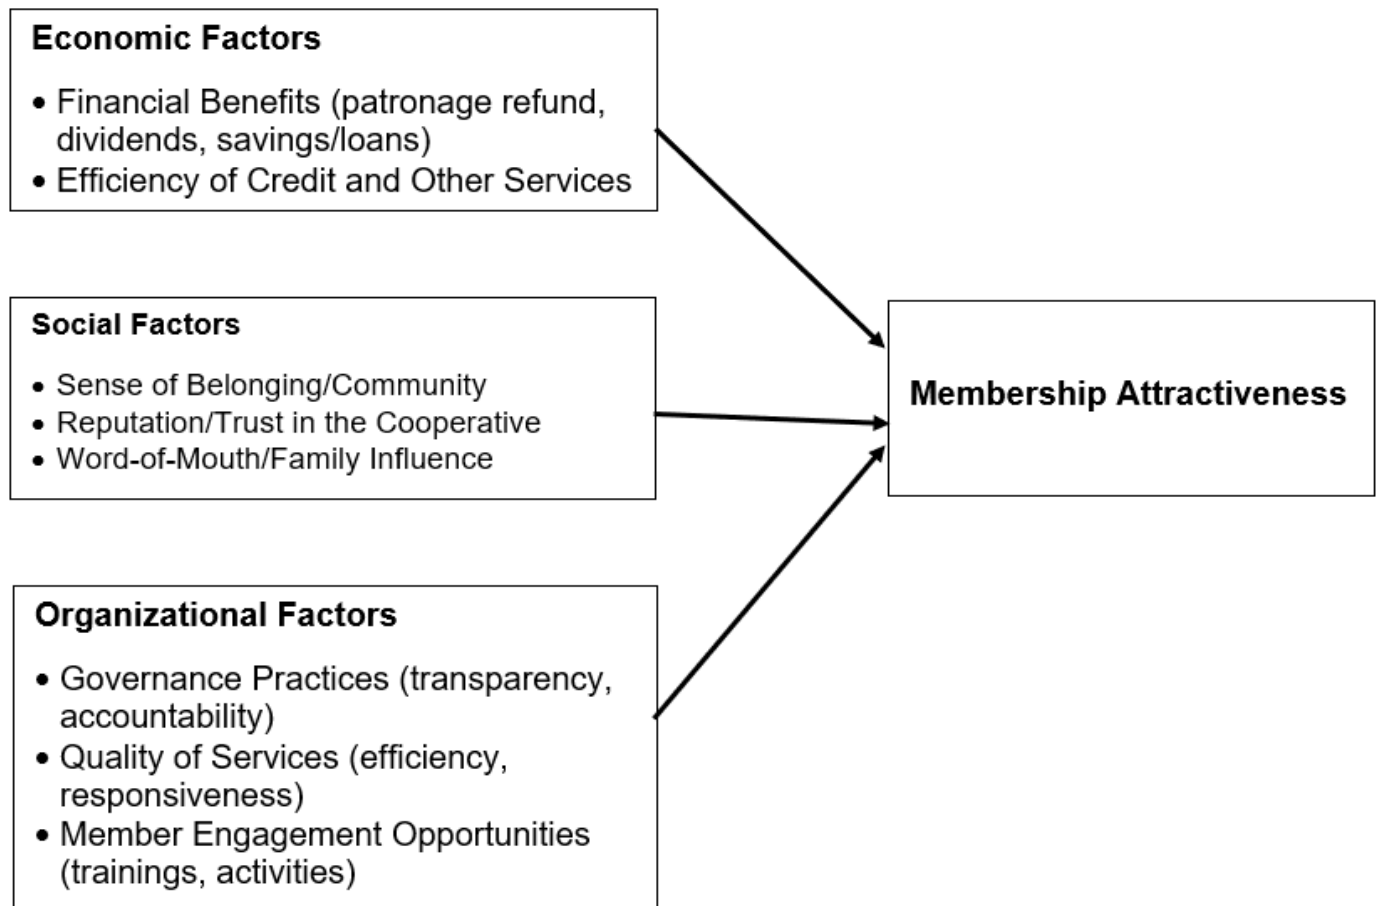 Economic Factors
• Financial Benefits (patronage refund,
dividends, savings/loans)
• Efficiency of Credit and Other Services
Social Factors
• Sense of Belonging/Community
• Reputation/Trust in the Cooperative
• Word-of-Mouth/Family Influence
Membership Attractiveness
Organizational Factors
• Governance Practices (transparency,
accountability)
• Quality of Services (efficiency,
responsiveness)
• Member Engagement Opportunities
(trainings, activities)